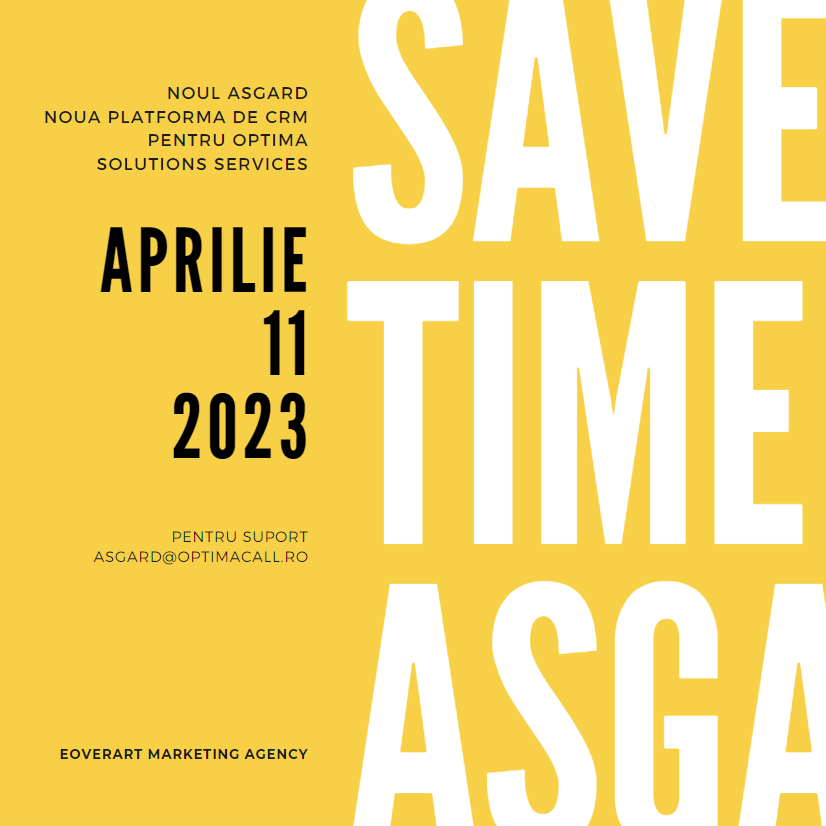 NOUL ASGARD
NOUA PLATFORMA DE CRM
PENTRU OPTIMA
SOLUTIONS SERVICES
APRILIE
11
2023
PENTRU SUPORT
ASGARD@OPTIMACALL.RO
EOVERART MARKETING AGENCY
SAVE
TIME
ASGA